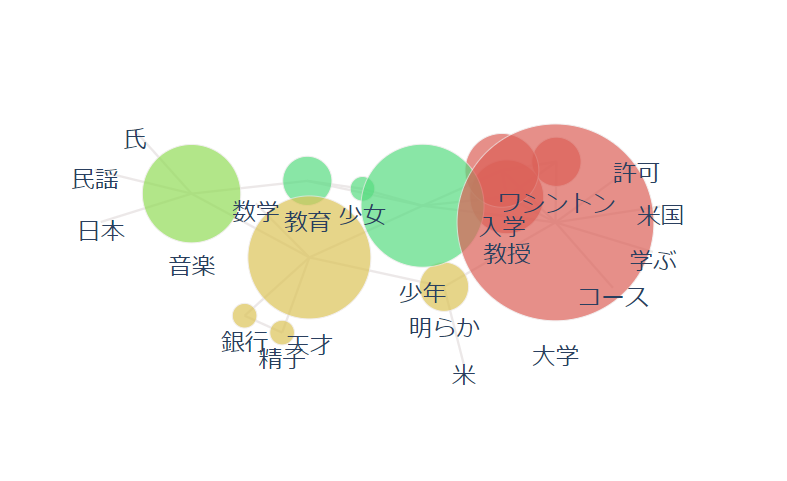 氏
民謡
許可
ワシントン
数学
教育
少女
米国
日本
入学
教授
学ぶ
音楽
少年
コース
明らか
銀行
天才
精子
大学
米